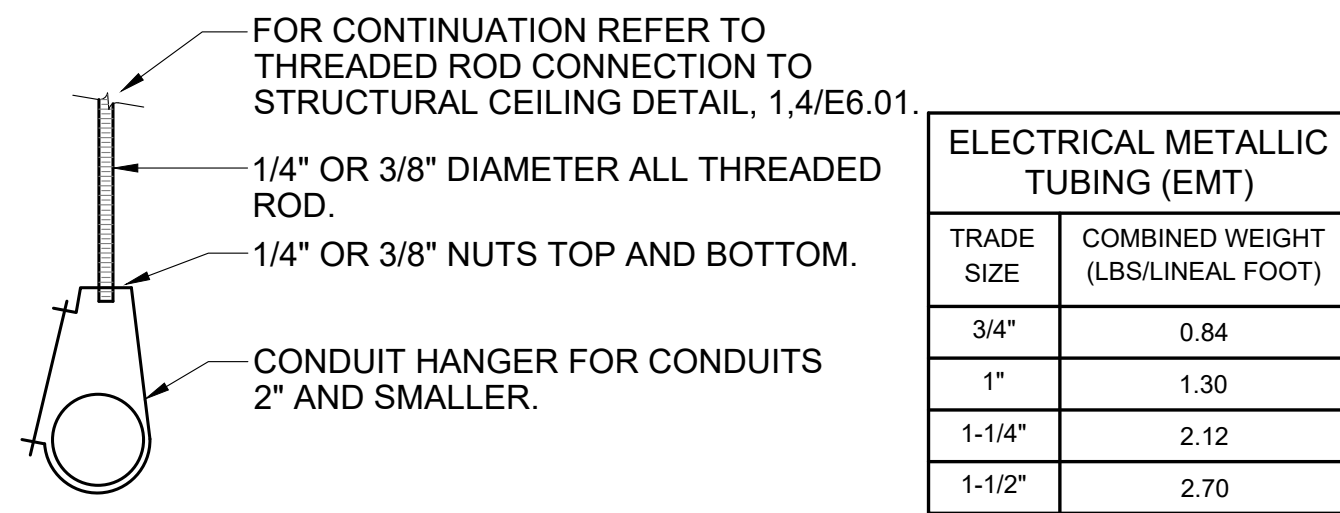 FOR CONTINUATION REFER TO
THREADED ROD CONNECTION TO
STRUCTURAL CEILING DETAIL, 1,4/E6.01.
1/4" OR 3/8" DIAMETER ALL THREADED
ROD.
1/4" OR 3/8" NUTS TOP AND BOTTOM.
CONDUIT HANGER FOR CONDUITS
2" AND SMALLER.
ELECTRICAL METALLIC
TUBING (EMT)
TRADE SIZE COMBINED WEIGHT
(LBS/LINEAL FOOT)
3/4" 0.84
1" 1.30
1-1/4" 2.12
1-1/2" 2.70